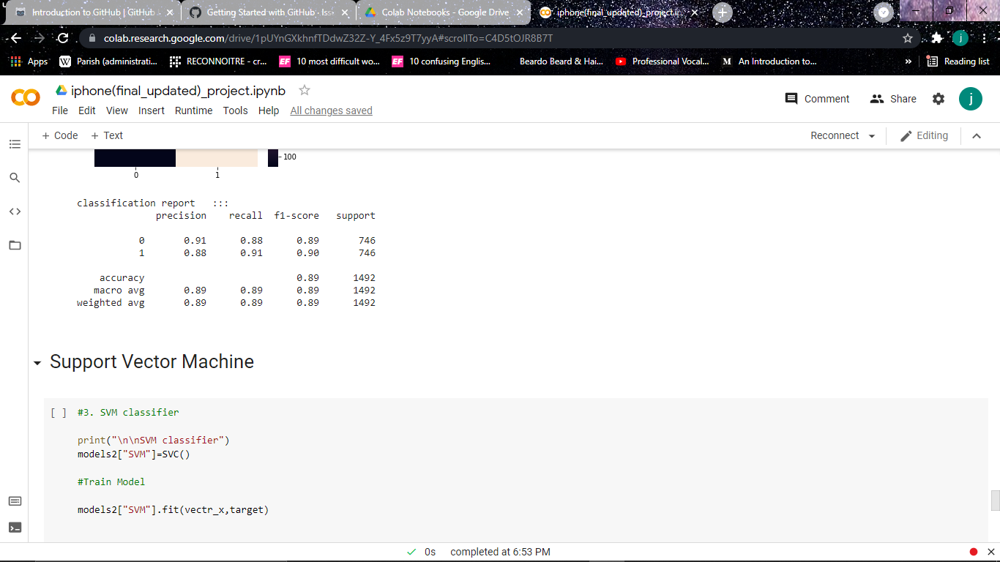 Introduction to GitHub | GitHub
Getting Started with GitHub · Iss
Colab Notebooks - Google Drive
iphone(final_updated)_project.ip
colab.research.google.com/drive/1pUYnGXkhnfTDdwZ32Z-Y_4Fx5z9T7yyA#scrollTo=C4D5tOJR8B7T
j
Apps
W Parish (administrati...
RECONNOITRE - cr...
EF 10 most difficult wo...
EF 10 confusing Englis...
Beardo Beard & Hai...
Professional Vocal...
M An Introduction to...
»
Reading list
iphone(final_updated)_project.ipynb
Comment
Share
j
File Edit View Insert Runtime Tools Help All changes saved
+ Code + Text
Reconnect
Editing
100
0 1
classification report :::
precision recall f1-score support
0 0.91 0.88 0.89 746
1 0.88 0.91 0.90 746
accuracy 0.89 1492
macro avg 0.89 0.89 0.89 1492
weighted avg 0.89 0.89 0.89 1492
Support Vector Machine
[ ] #3. SVM classifier
print("\n\nSVM classifier")
models2["SVM"]=SVC()
#Train Model
models2["SVM"].fit(vectr_x,target)
0s completed at 6:53 PM